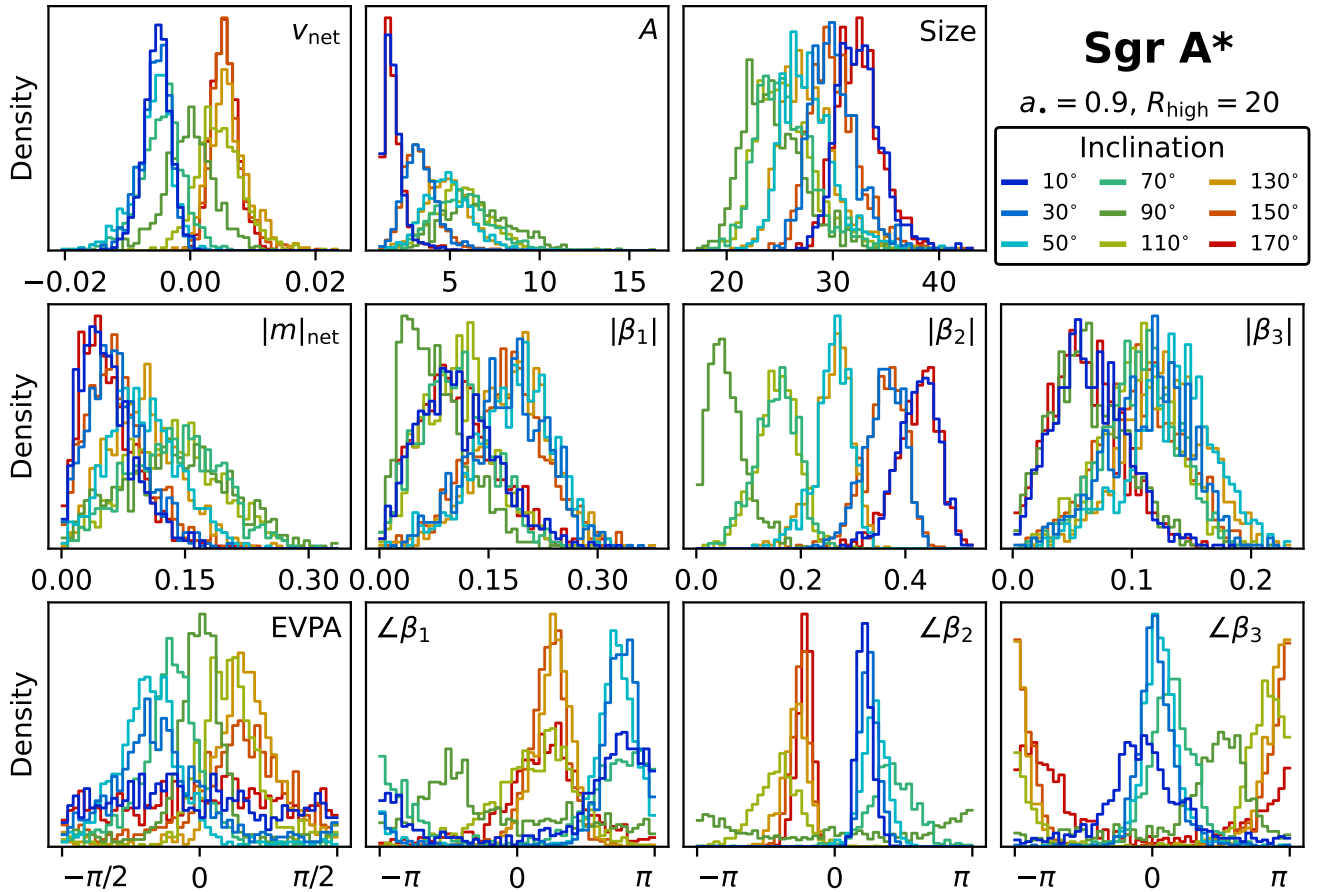 v_net
A
Size
Sgr A*
a_• = 0.9, R_high = 20
Inclination
10° 70° 130°
30° 90° 150°
50° 110° 170°
Density
−0.02 0.00 0.02
5 10 15
20 30 40
|m|_net
|β₁|
|β₂|
|β₃|
Density
0.00 0.15 0.30
0.00 0.15 0.30
0.0 0.2 0.4
0.0 0.1 0.2
EVPA
∠β₁
∠β₂
∠β₃
Density
−π/2 0 π/2
−π 0 π
−π 0 π
−π 0 π